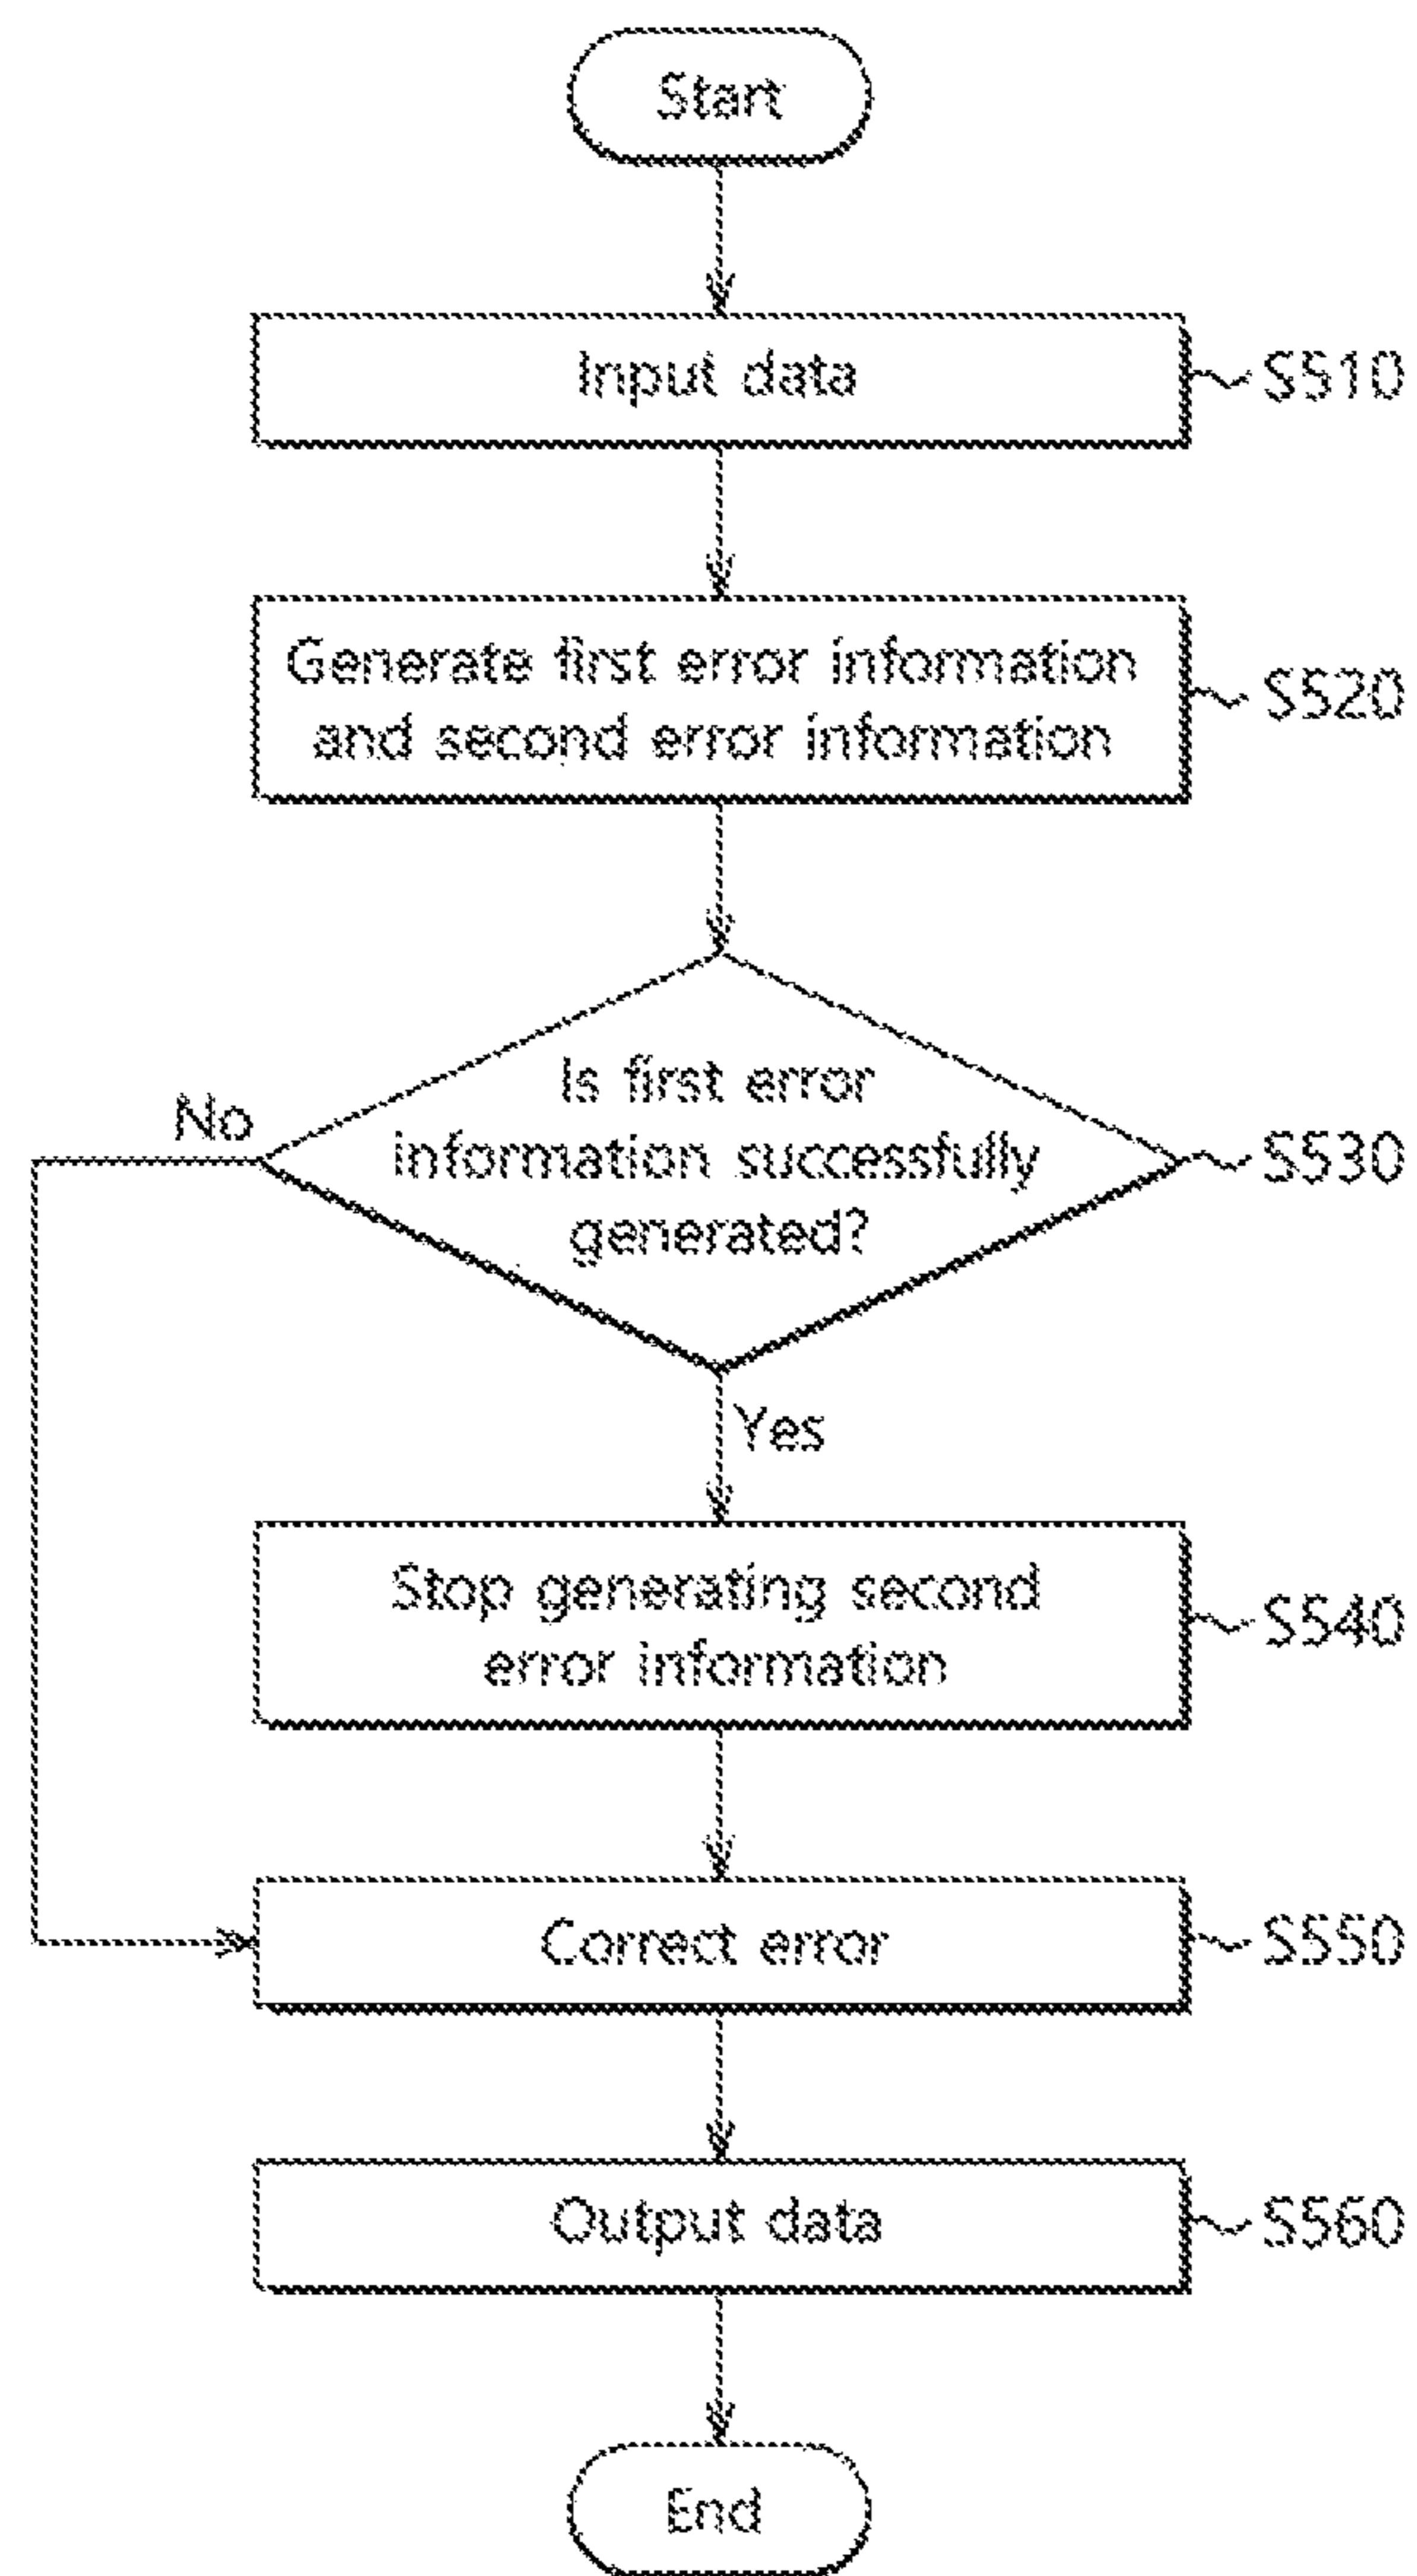 Start
Input data
S510
Generate first error information
and second error information
S520
Is first error
information successfully
generated?
S530
No
Yes
Stop generating second
error information
S540
Correct error
S550
Output data
S560
End